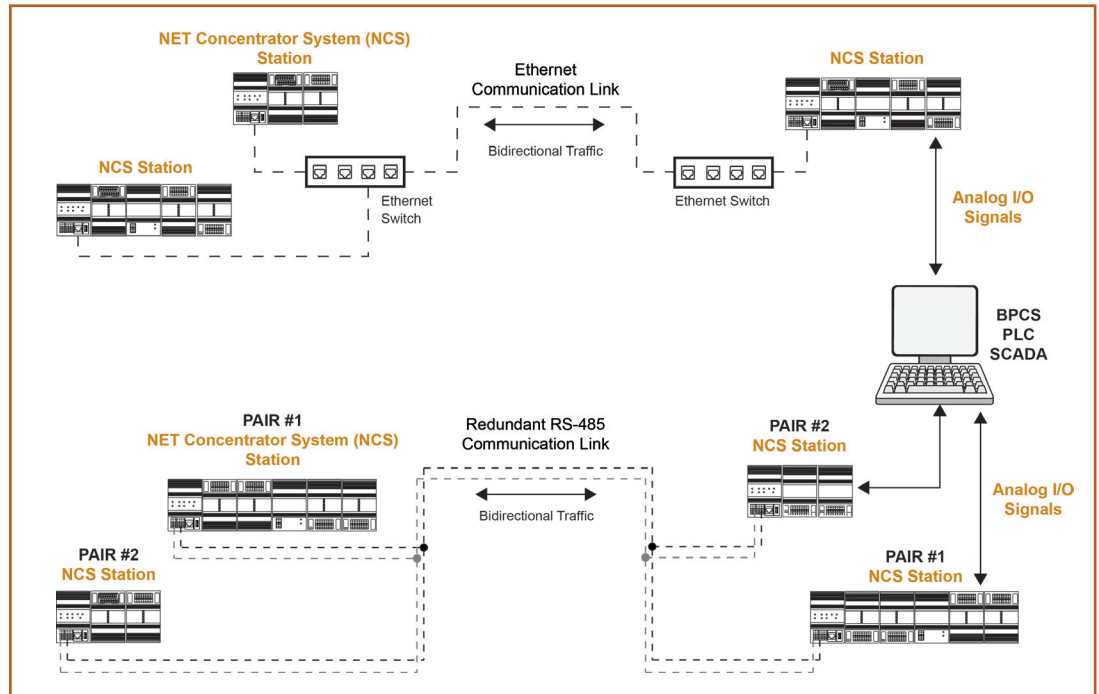 NET Concentrator System (NCS)
Station
NCS Station
Ethernet
Communication Link
Bidirectional Traffic
NCS Station
Ethernet
Switch
Ethernet Switch
Analog I/O
Signals
BPCS
PLC
SCADA
PAIR #1
NET Concentrator System (NCS)
Station
Redundant RS-485
Communication Link
Bidirectional Traffic
PAIR #2
NCS Station
Analog I/O
Signals
PAIR #2
NCS Station
PAIR #1
NCS Station